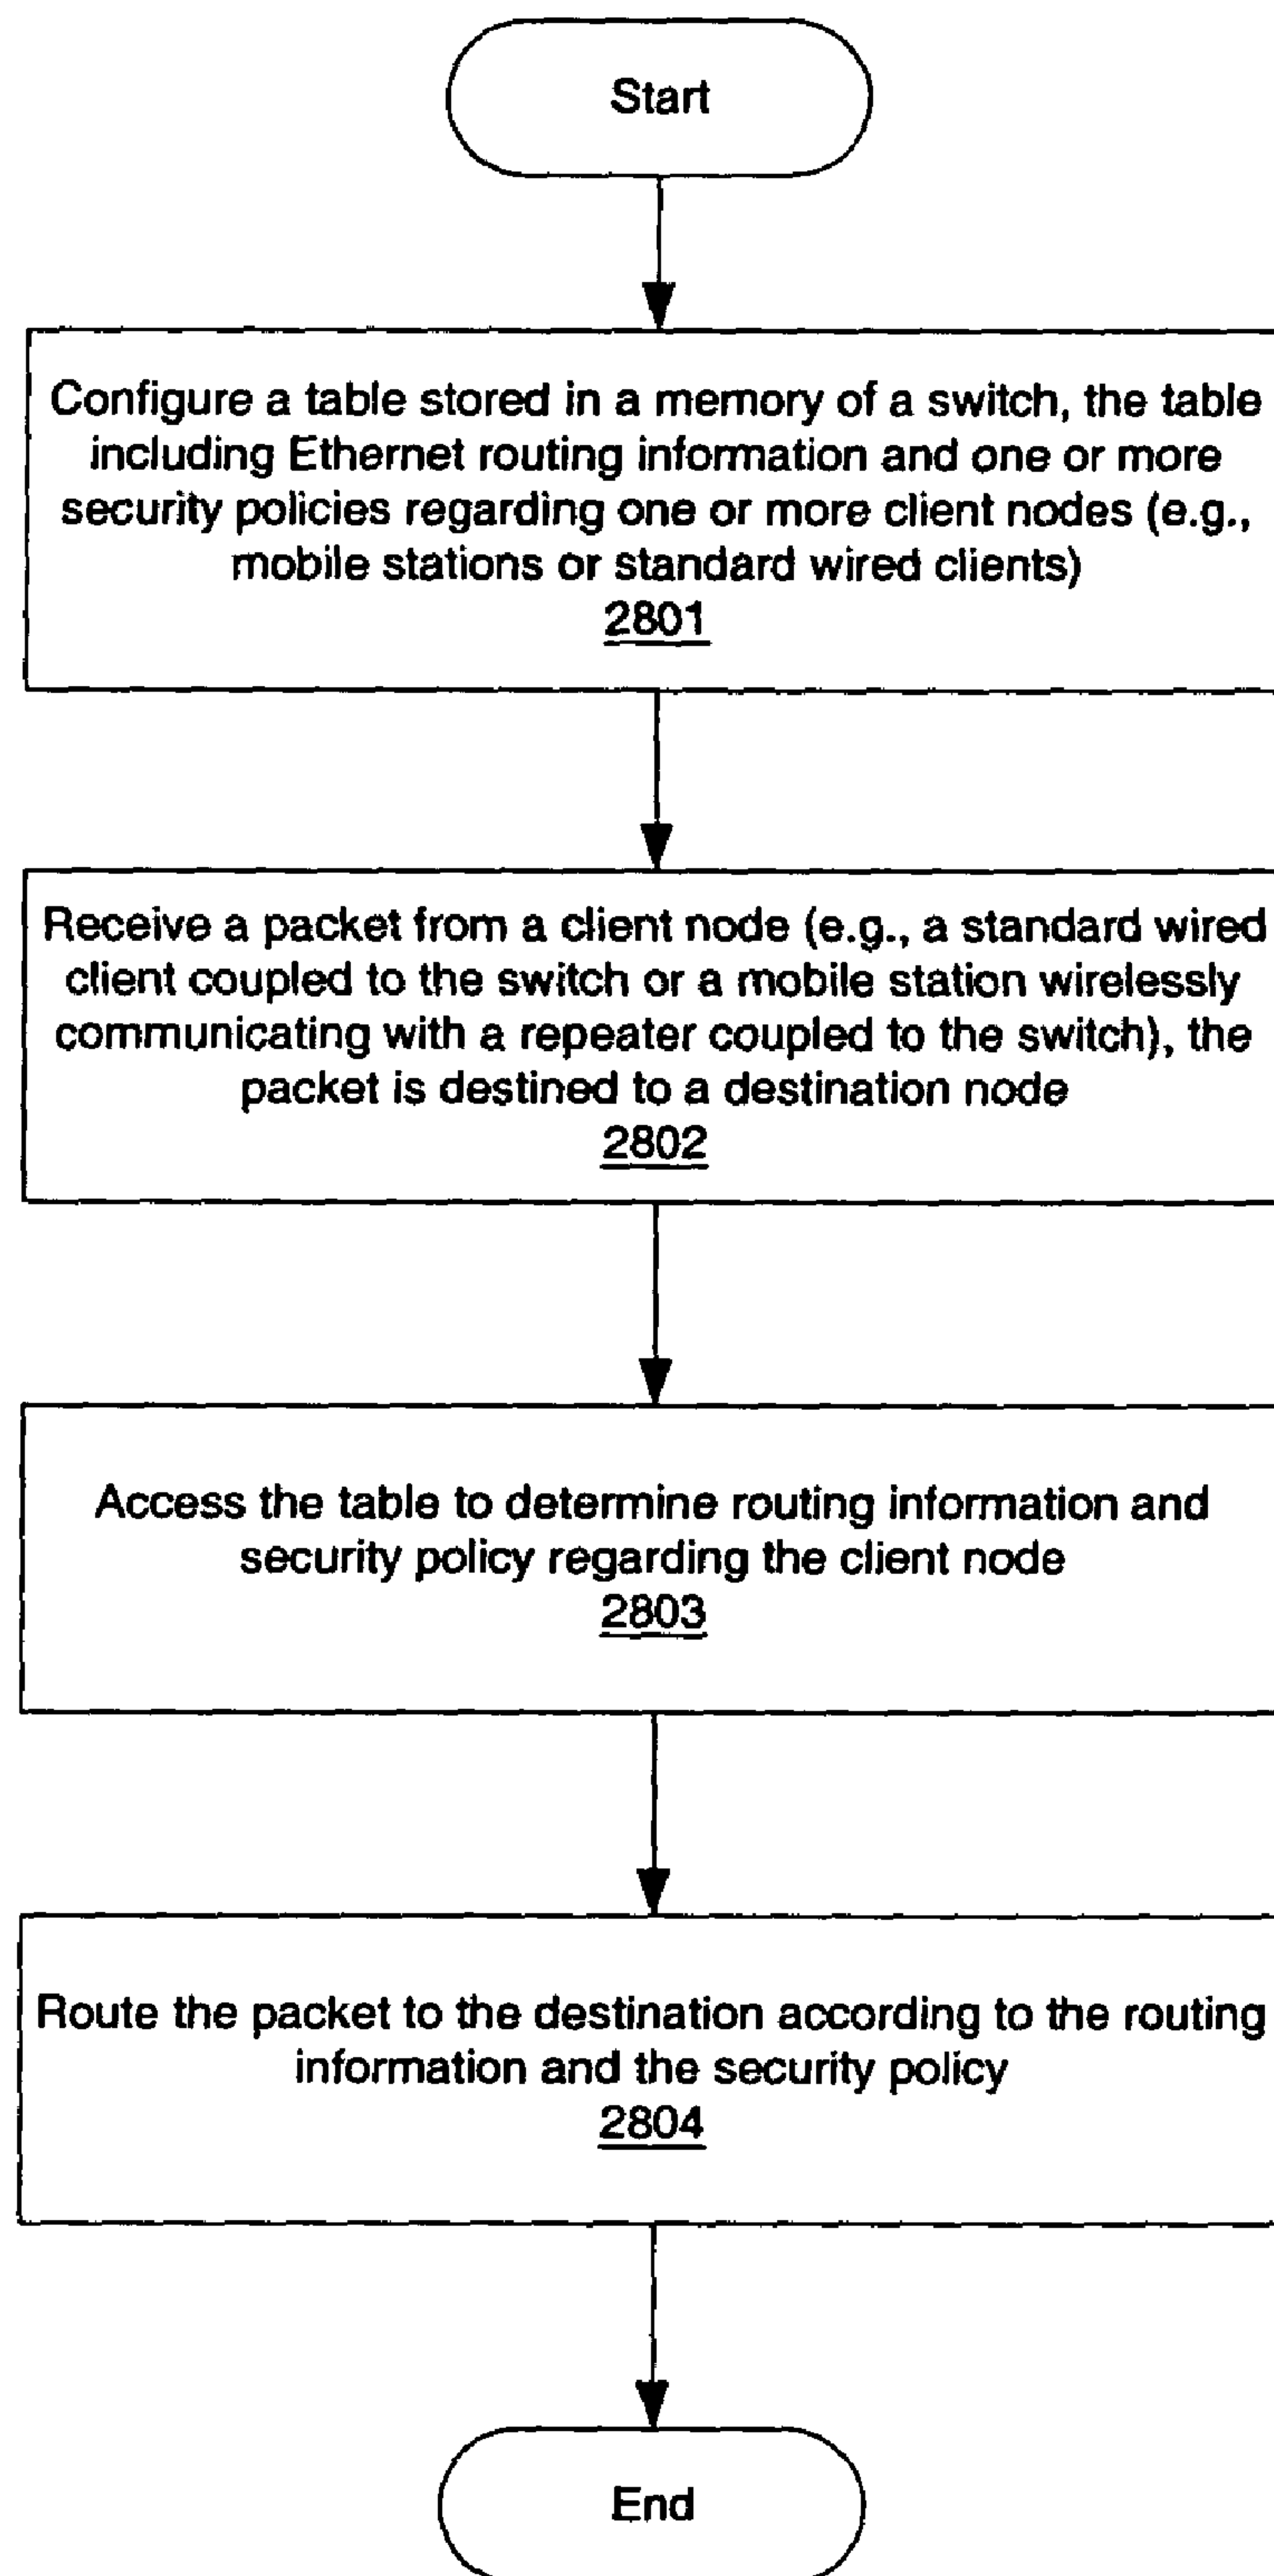 Start
Configure a table stored in a memory of a switch, the table
including Ethernet routing information and one or more
security policies regarding one or more client nodes (e.g.,
mobile stations or standard wired clients)
2801
Receive a packet from a client node (e.g., a standard wired
client coupled to the switch or a mobile station wirelessly
communicating with a repeater coupled to the switch), the
packet is destined to a destination node
2802
Access the table to determine routing information and
security policy regarding the client node
2803
Route the packet to the destination according to the routing
information and the security policy
2804
End